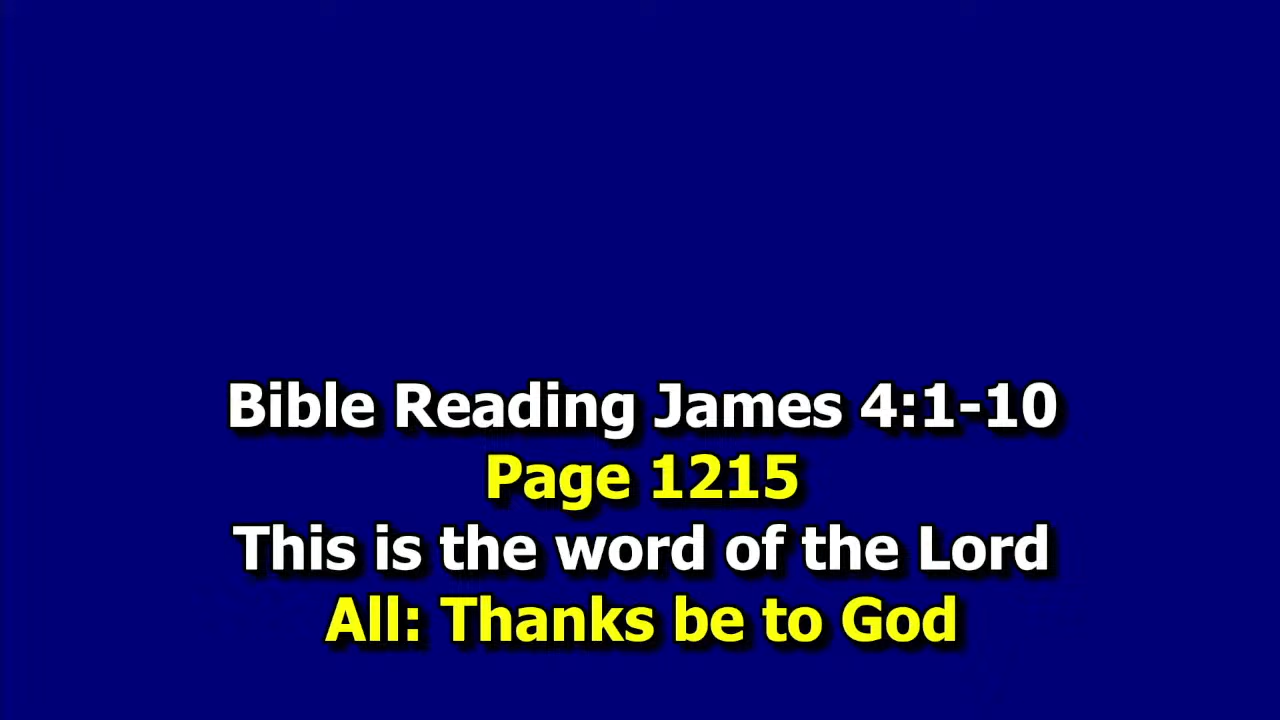 Bible Reading James 4:1-10
Page 1215
This is the word of the Lord
All: Thanks be to God